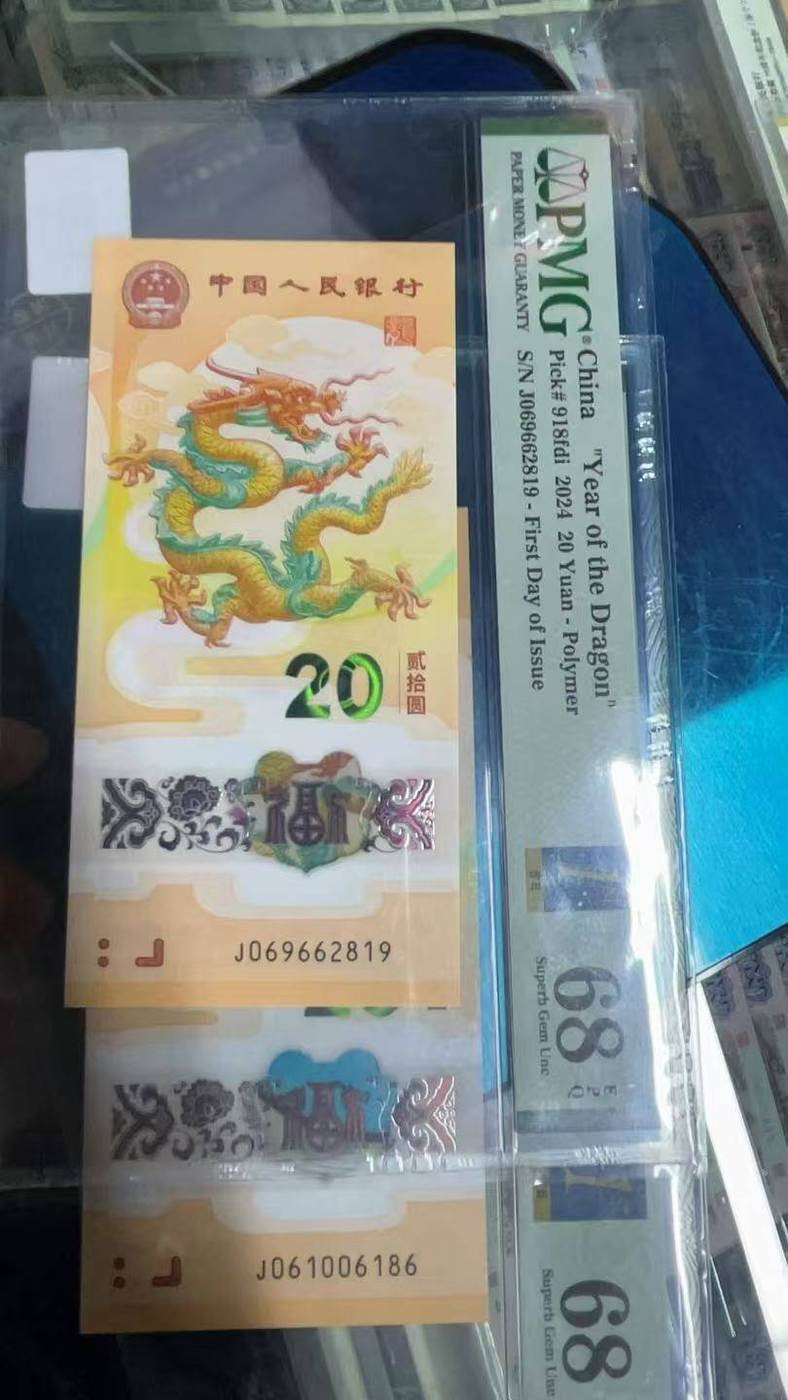 中国人民银行
20
贰拾圆
福
J069662819
J061006186
PMG®
PAPER MONEY GUARANTY
China "Year of the Dragon"
Pick# 918fdi 2024 20 Yuan - Polymer
S/N J069662819 - First Day of Issue
68 EPQ
Superb Gem Unc
68
Superb Gem Unc